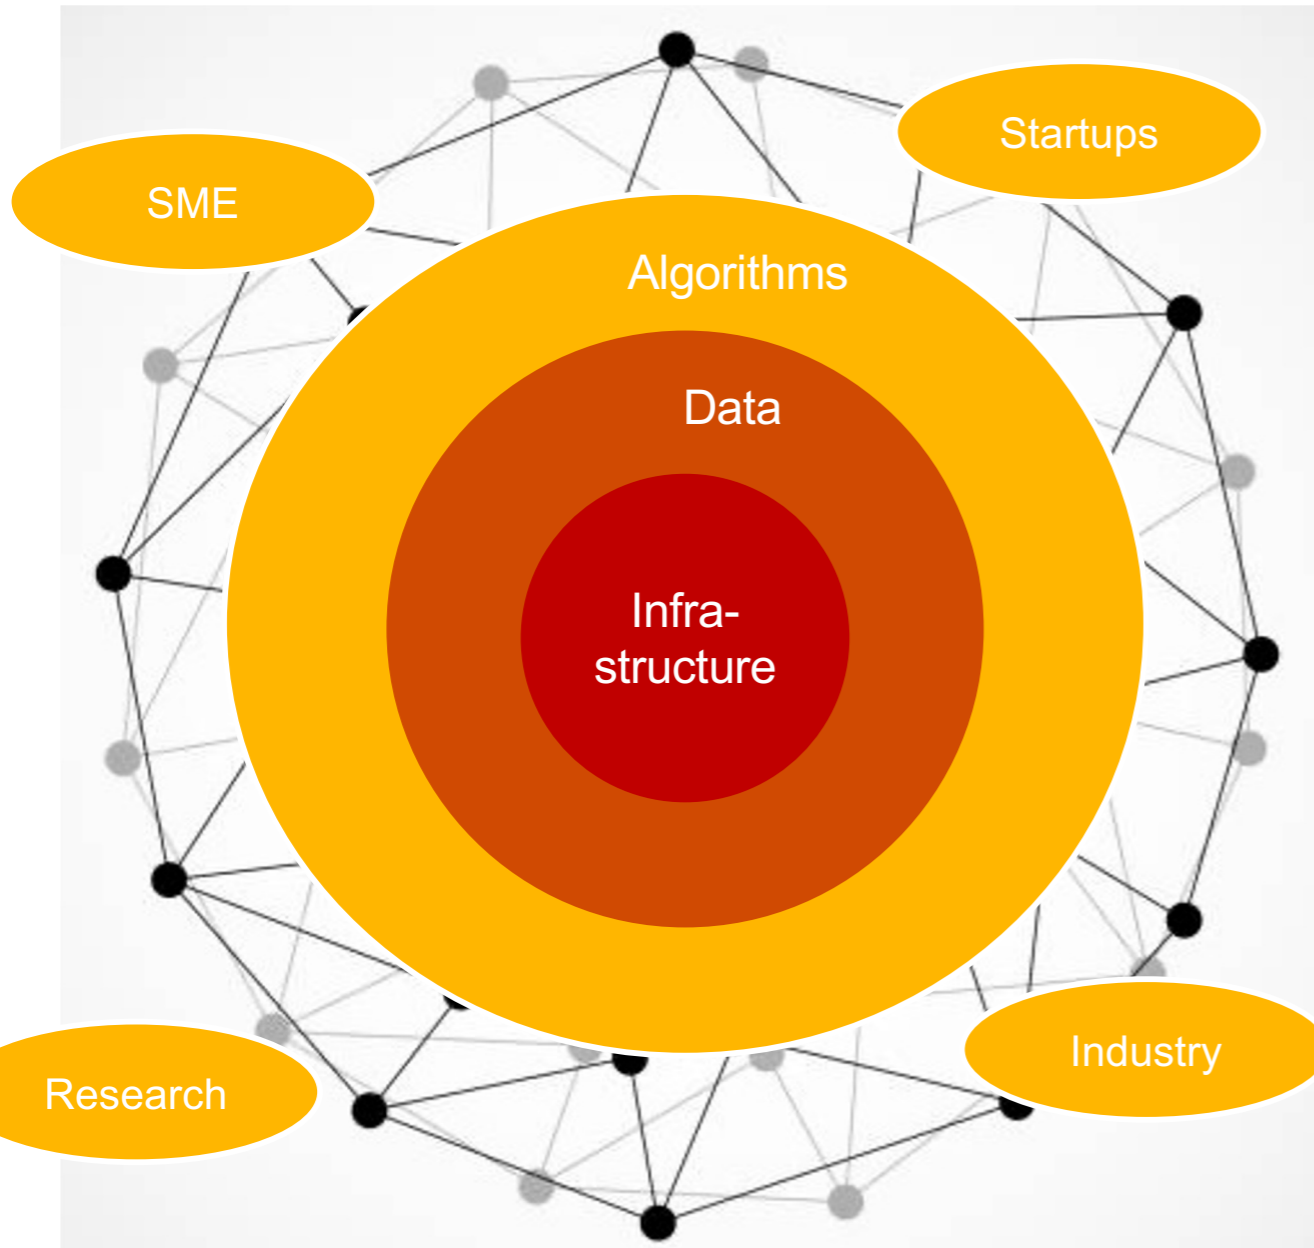 Startups
SME
Algorithms
Data
Infra-
structure
Industry
Research